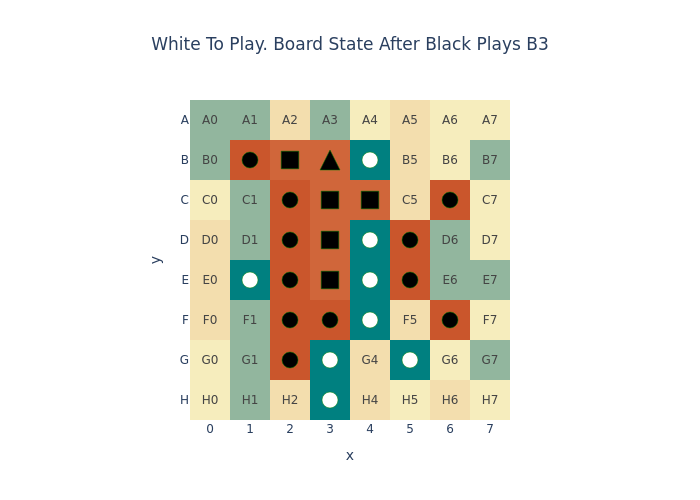 White To Play. Board State After Black Plays B3
A A0 A1 A2 A3 A4 A5 A6 A7
B B0 B5 B6 B7
C C0 C1 C5 C7
D D0 D1 D6 D7
E E0 E6 E7
F F0 F1 F5 F7
G G0 G1 G4 G6 G7
H H0 H1 H2 H4 H5 H6 H7
0 1 2 3 4 5 6 7
x
y